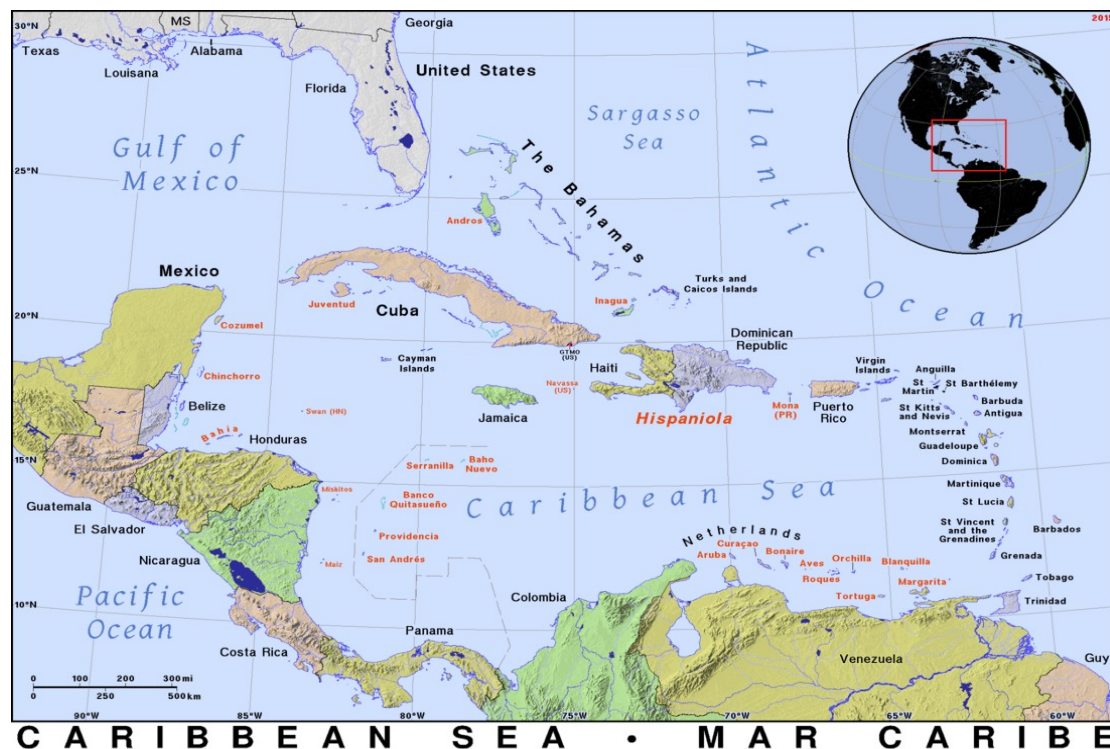 30°N
MS
Georgia
2015
Texas
Alabama
Louisiana
Florida
United States
Atlantic
Ocean
Sargasso
Sea
Gulf of
Mexico
25°N
The Bahamas
Andros
Mexico
Juventud
Cuba
Inagua
Turks and
Caicos Islands
20°N
Cozumel
GTMO
(US)
Dominican
Republic
Cayman
Islands
Haiti
Virgin
Islands
Anguilla
St
Martin
St Barthélemy
Chinchorro
Navassa
(US)
Barbuda
Belize
Swan (HN)
Jamaica
Hispaniola
Mona
(PR)
Puerto
Rico
St Kitts
and Nevis
Antigua
Bahia
Honduras
Montserrat
Guadeloupe
15°N
Serranilla
Baho
Nuevo
Dominica
Guatemala
Miskitos
Banco
Quitasueño
Caribbean Sea
Martinique
St Lucia
El Salvador
Providencia
Netherlands
St Vincent
and the
Grenadines
Barbados
Nicaragua
Maíz
San Andrés
Aruba
Curaçao
Bonaire
Aves
Roques
Orchilla
Blanquilla
Grenada
Margarita
Tobago
Pacific
Ocean
10°N
Colombia
Tortuga
Trinidad
Costa Rica
Panama
Venezuela
Guy
0 100 200 300 mi
0 250 500 km
90°W 85°W 80°W 75°W 70°W 65°W 60°W
CARIBBEAN SEA • MAR CARIBE